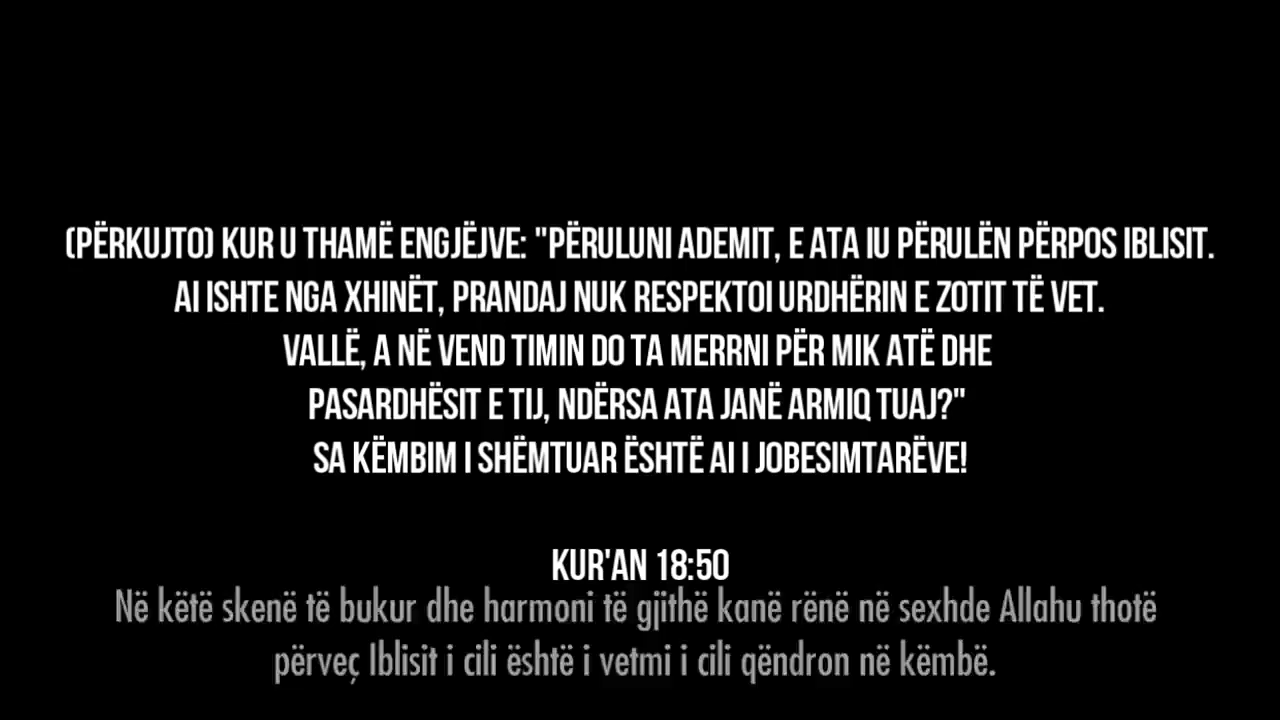 (PËRKUJTO) KUR U THAMË ENGJËJVE: "PËRULUNI ADEMIT, E ATA IU PËRULËN PËRPOS IBLISIT.
AI ISHTE NGA XHINËT, PRANDAJ NUK RESPEKTOI URDHËRIN E ZOTIT TË VET.
VALLË, A NË VEND TIMIN DO TA MERRNI PËR MIK ATË DHE
PASARDHËSIT E TIJ, NDËRSA ATA JANË ARMIQ TUAJ?"
SA KËMBIM I SHËMTUAR ËSHTË AI I JOBESIMTARËVE!
KUR'AN 18:50
Në këtë skenë të bukur dhe harmoni të gjithë kanë rënë në sexhde Allahu thotë
përveç Iblisit i cili është i vetmi i cili qëndron në këmbë.